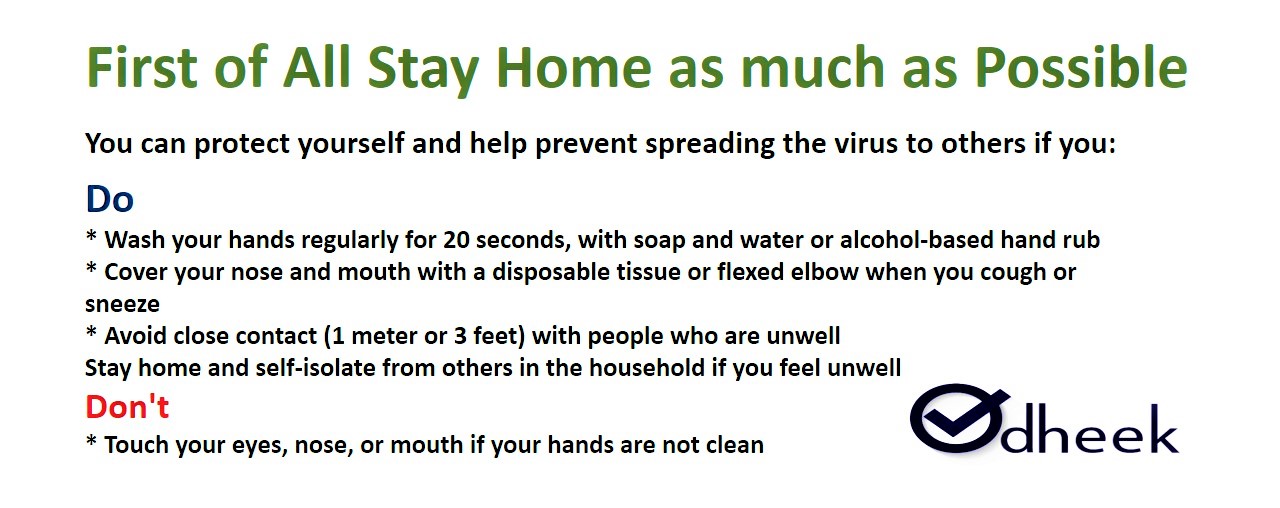 First of All Stay Home as much as Possible
You can protect yourself and help prevent spreading the virus to others if you:
Do
* Wash your hands regularly for 20 seconds, with soap and water or alcohol-based hand rub
* Cover your nose and mouth with a disposable tissue or flexed elbow when you cough or
sneeze
* Avoid close contact (1 meter or 3 feet) with people who are unwell
Stay home and self-isolate from others in the household if you feel unwell
Don't
* Touch your eyes, nose, or mouth if your hands are not clean
Odheek